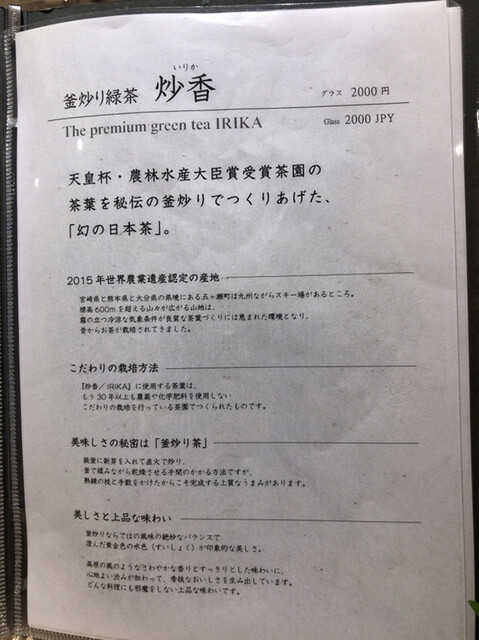 いりか
釜炒り緑茶 炒香 グラス 2000円
The premium green tea IRIKA Glass 2000 JPY
天皇杯・農林水産大臣賞受賞茶園の
茶葉を秘伝の釜炒りでつくりあげた、
「幻の日本茶」。
2015年世界農業遺産認定の産地
宮崎県と熊本県と大分県の県境にある五ヶ瀬町は九州ながらスキー場があるところ。
標高600mを超える山々が広がる山地は、
霧の立つ冷涼な気象条件が良質な茶葉づくりには恵まれた環境となり、
昔からお茶が栽培されてきました。
こだわりの栽培方法
『炒香／IRIKA』に使用する茶葉は、
もう30年以上も農薬や化学肥料を使用しない
こだわりの栽培を行っている茶園でつくられたものです。
美味しさの秘密は「釜炒り茶」
鉄釜に新芽を入れて直火で炒り、
釜で揉みながら乾燥させる手間のかかる方法ですが、
熟練の技と手数をかけたからこそ完成する上質なうまみがあります。
美しさと上品な味わい
釜炒りならではの風味の絶妙なバランスで
澄んだ黄金色の水色（すいしょく）が印象的な美しさ。
高原の風のようなさわやかな香りとすっきりとした味わいに、
心地よい渋みが加わって、奇特なおいしさを生み出しています。
どんな料理にも邪魔をしない上品な味わいです。